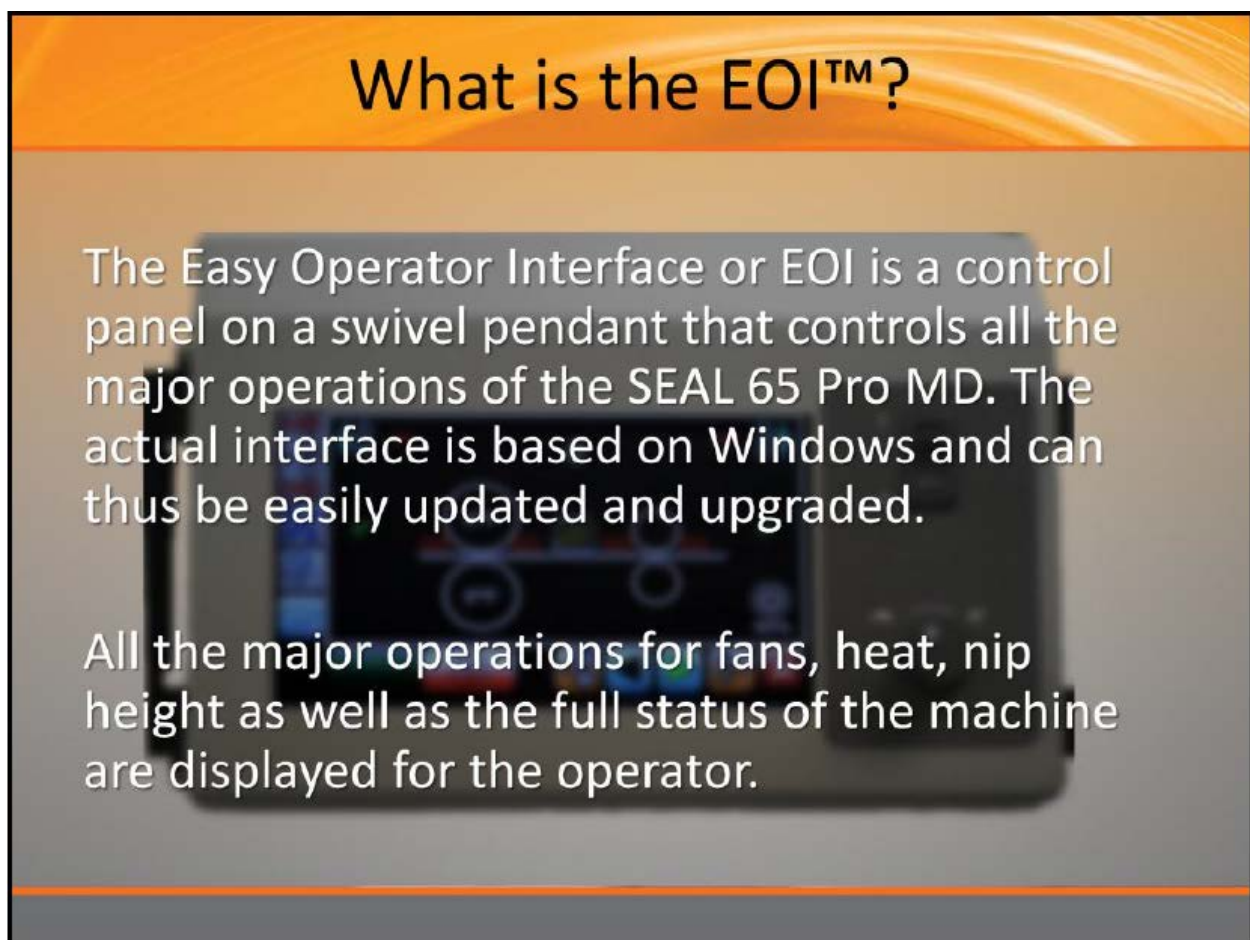 What is the EOI™?
The Easy Operator Interface or EOI is a control
panel on a swivel pendant that controls all the
major operations of the SEAL 65 Pro MD. The
actual interface is based on Windows and can
thus be easily updated and upgraded.
All the major operations for fans, heat, nip
height as well as the full status of the machine
are displayed for the operator.